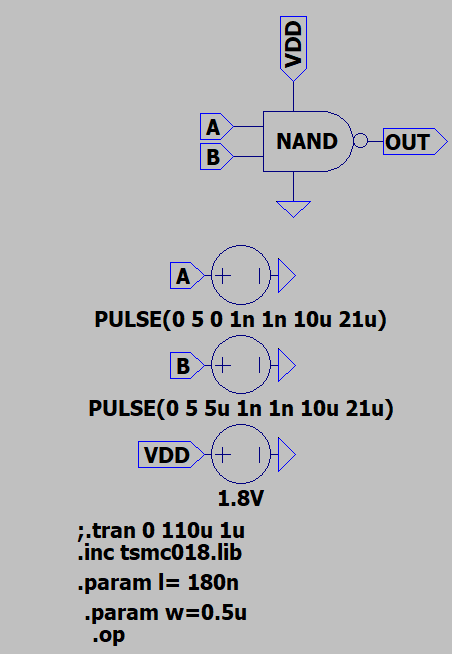 VDD
A
NAND
OUT
B
A
PULSE(0 5 0 1n 1n 10u 21u)
B
PULSE(0 5 5u 1n 1n 10u 21u)
VDD
1.8V
;.tran 0 110u 1u
.inc tsmc018.lib
.param l= 180n
.param w=0.5u
.op